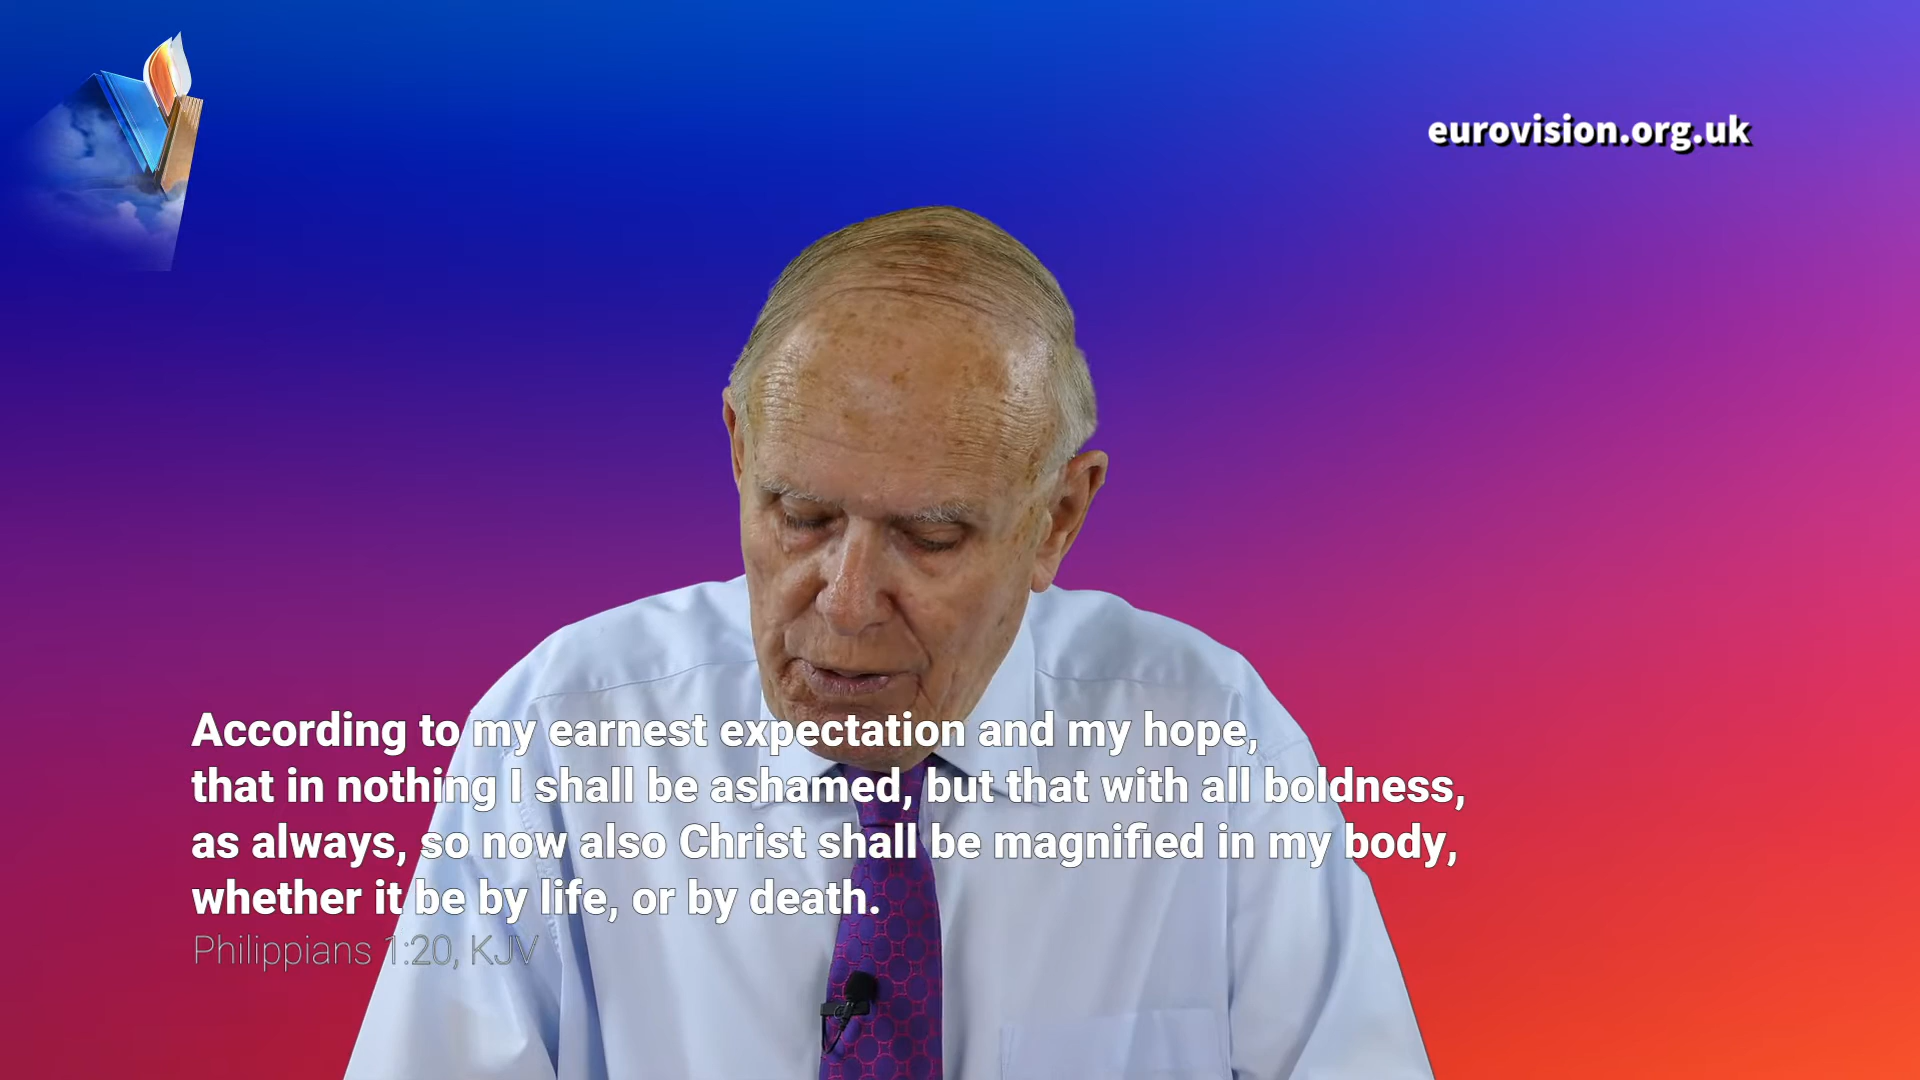 eurovision.org.uk
According to my earnest expectation and my hope,
that in nothing I shall be ashamed, but that with all boldness,
as always, so now also Christ shall be magnified in my body,
whether it be by life, or by death.
Philippians 1:20, KJV